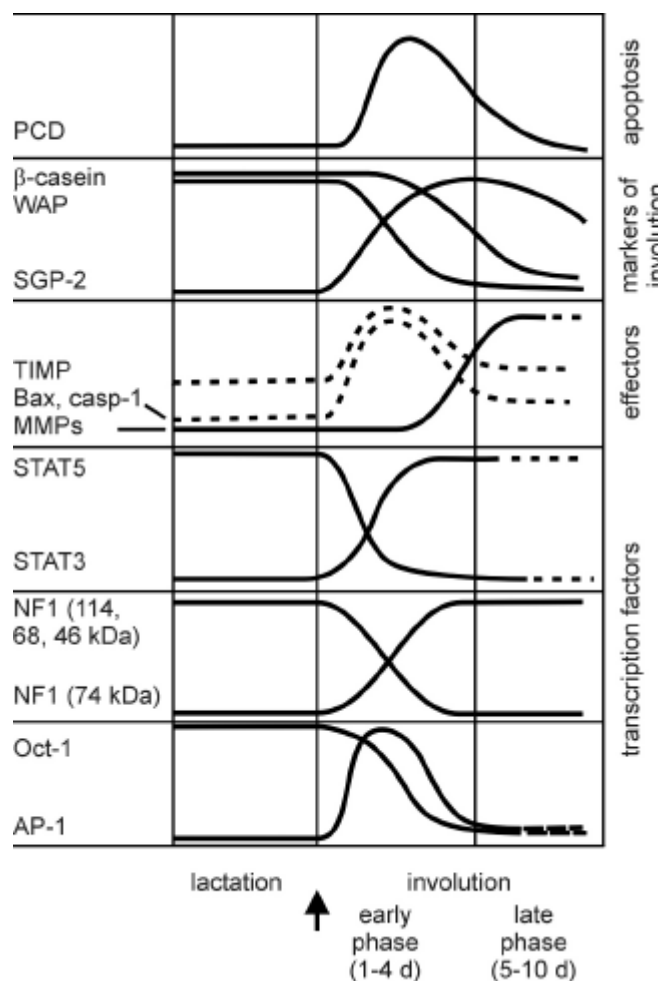 PCD
apoptosis
β-casein
WAP
SGP-2
markers of
involution
TIMP
Bax, casp-1
MMPs
effectors
STAT5
STAT3
NF1 (114,
68, 46 kDa)
NF1 (74 kDa)
Oct-1
AP-1
transcription factors
lactation
involution
early
phase
(1-4 d)
late
phase
(5-10 d)